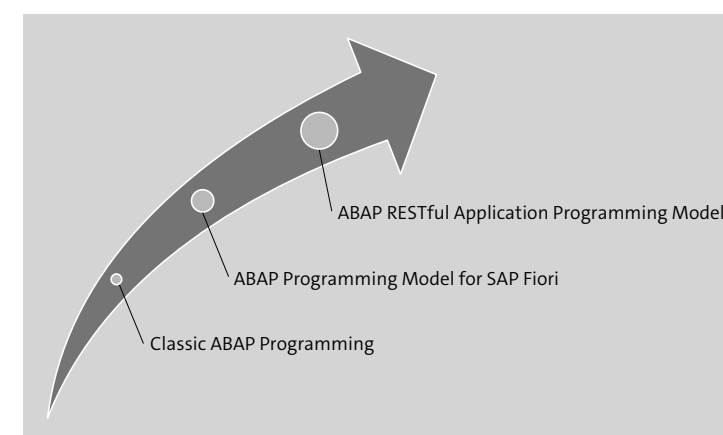 ABAP RESTful Application Programming Model
ABAP Programming Model for SAP Fiori
Classic ABAP Programming